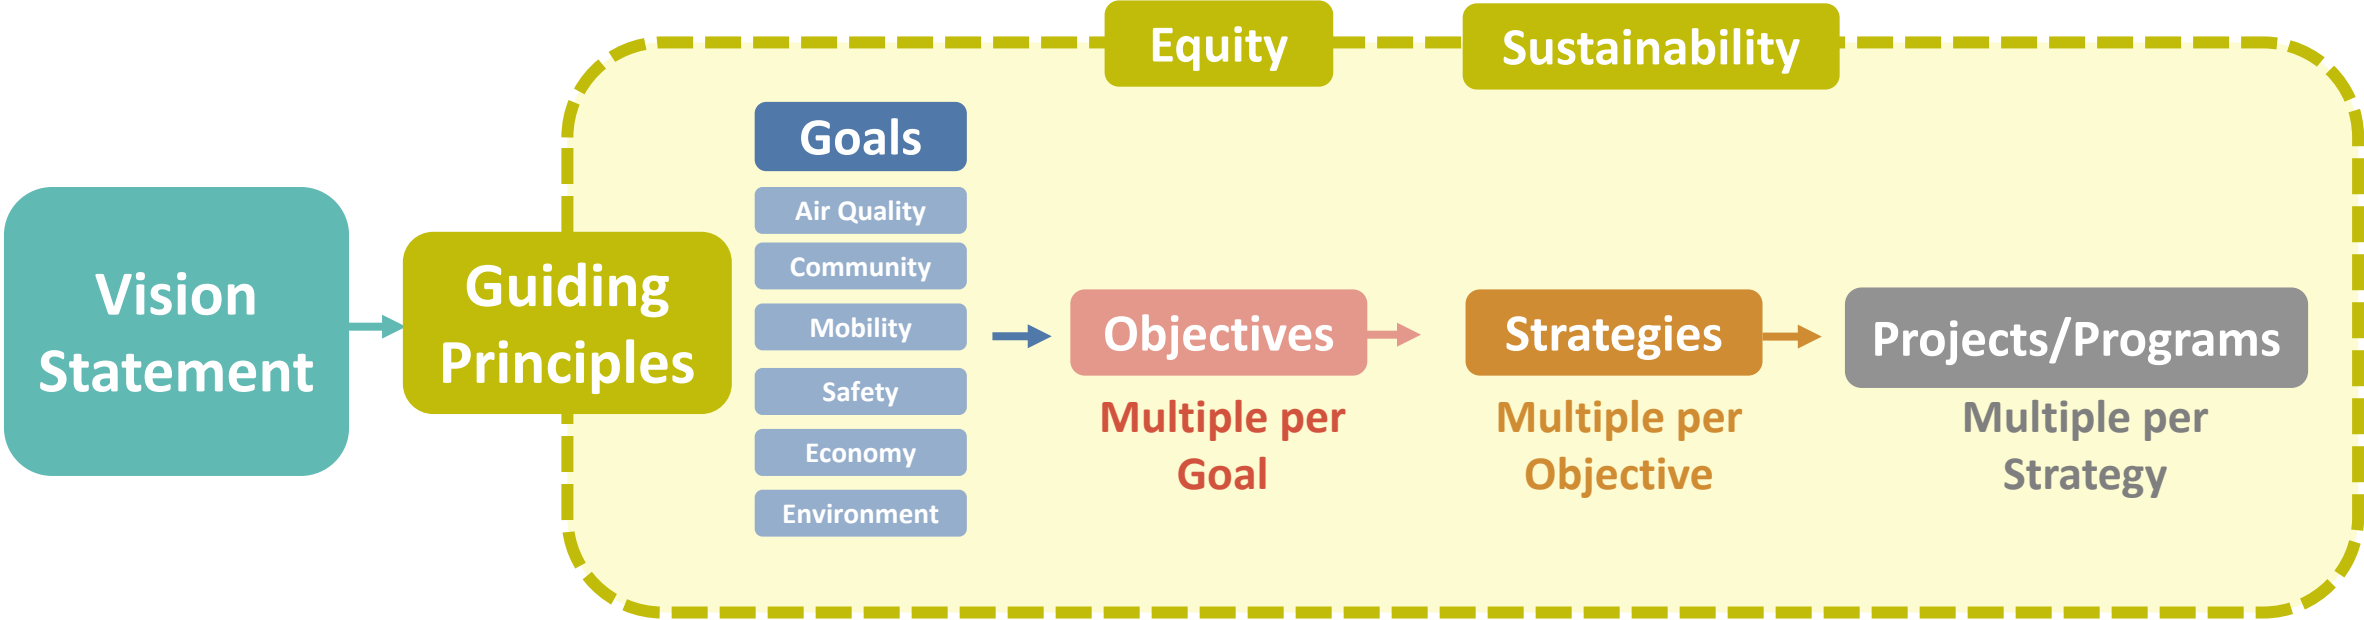 Equity
Sustainability
Vision
Statement
Guiding
Principles
Goals
Air Quality
Community
Mobility
Safety
Economy
Environment
Objectives
Multiple per
Goal
Strategies
Multiple per
Objective
Projects/Programs
Multiple per
Strategy